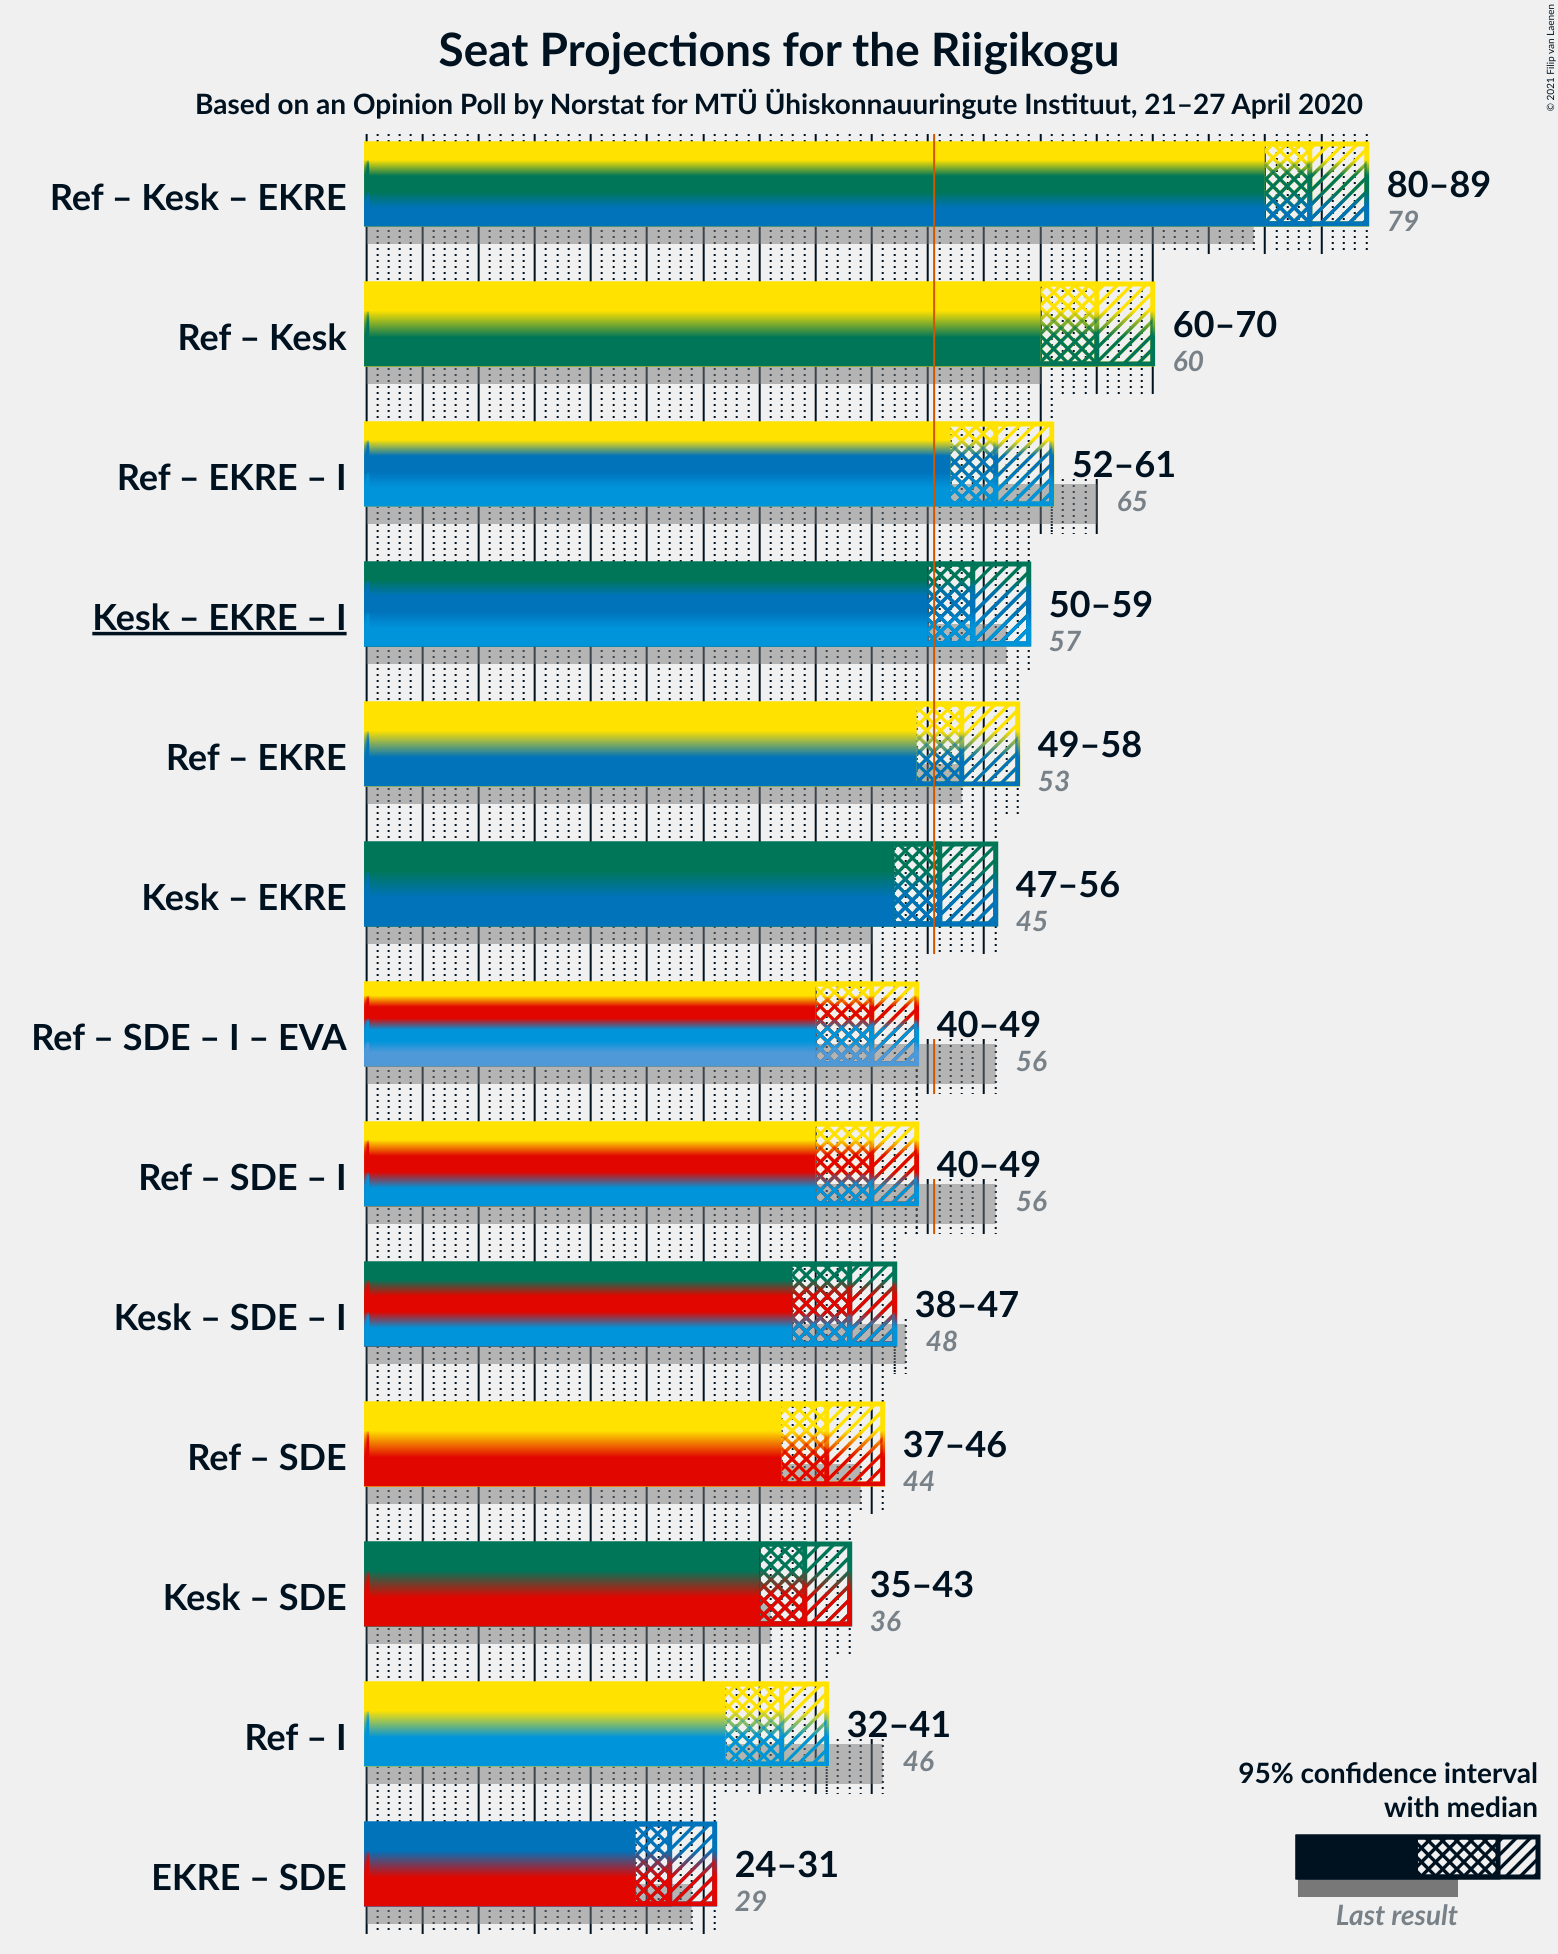 Seat Projections for the Riigikogu
Based on an Opinion Poll by Norstat for MTÜ Ühiskonnauuringute Instituut, 21–27 April 2020
© 2021 Filip van Laenen
Ref – Kesk – EKRE
80–89
79
Ref – Kesk
60–70
60
Ref – EKRE – I
52–61
65
Kesk – EKRE – I
50–59
57
Ref – EKRE
49–58
53
Kesk – EKRE
47–56
45
Ref – SDE – I – EVA
40–49
56
Ref – SDE – I
40–49
56
Kesk – SDE – I
38–47
48
Ref – SDE
37–46
44
Kesk – SDE
35–43
36
Ref – I
32–41
46
EKRE – SDE
24–31
29
95% confidence interval
with median
Last result